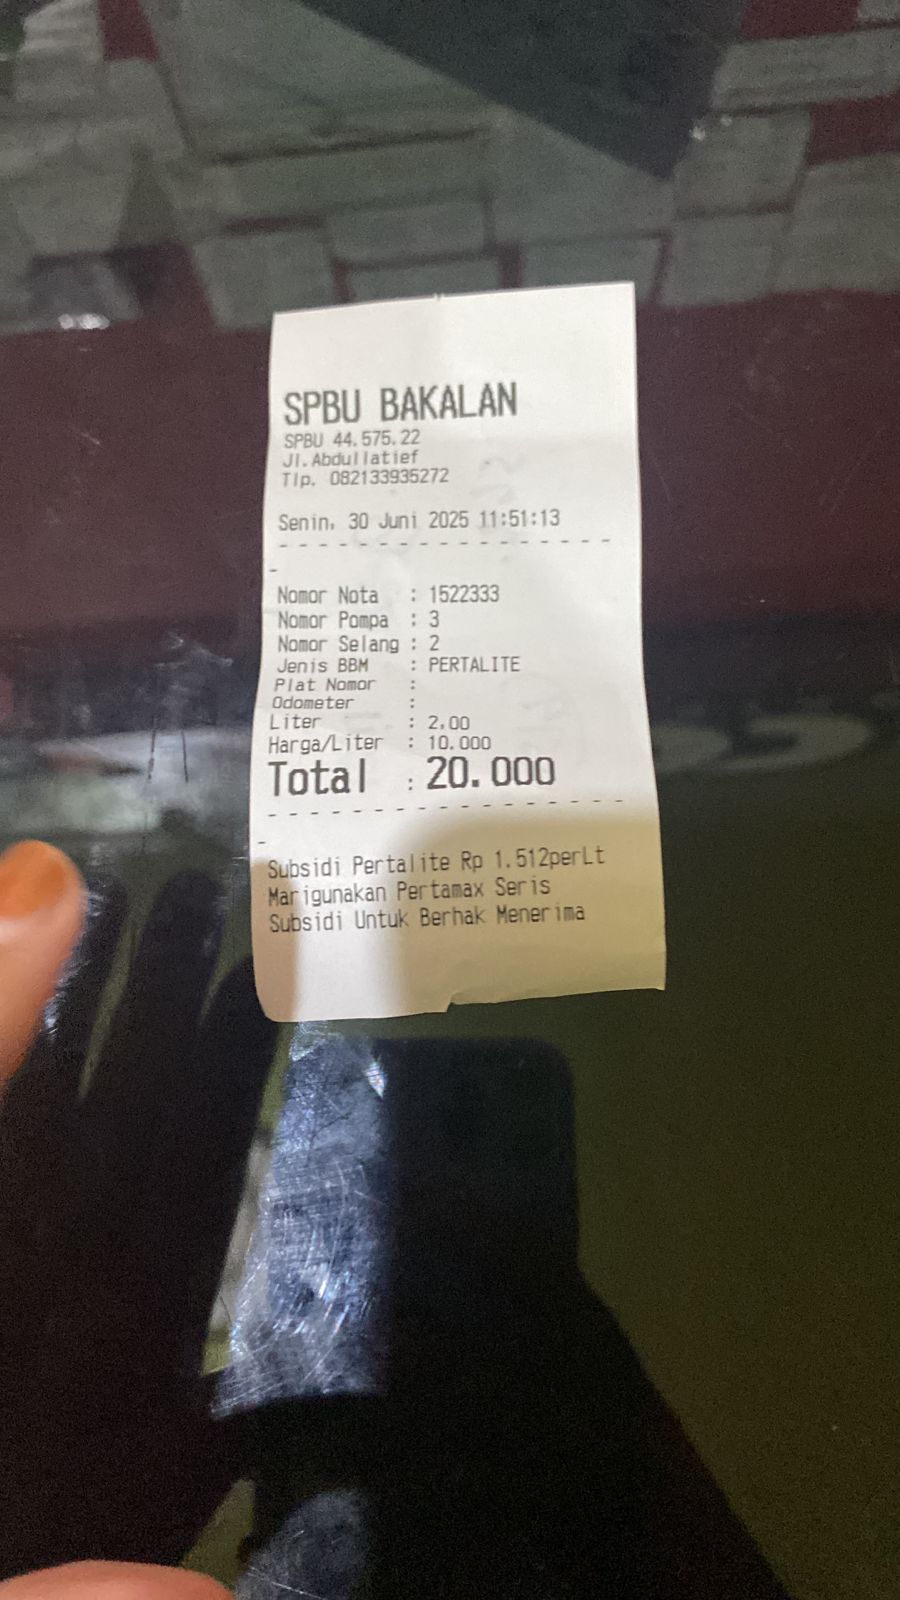 SPBU BAKALAN
SPBU 44.575.22
Jl.Abdullatief
Tlp. 082133935272
Senin, 30 Juni 2025 11:51:13
- - - - - - - - - - - - - - - - -
-
Nomor Nota : 1522333
Nomor Pompa : 3
Nomor Selang : 2
Jenis BBM : PERTALITE
Plat Nomor :
Odometer :
Liter : 2.00
Harga/Liter : 10.000
Total : 20.000
- - - - - - - - - - - - - - - - -
-
Subsidi Pertalite Rp 1.512perLt
Marigunakan Pertamax Seris
Subsidi Untuk Berhak Menerima